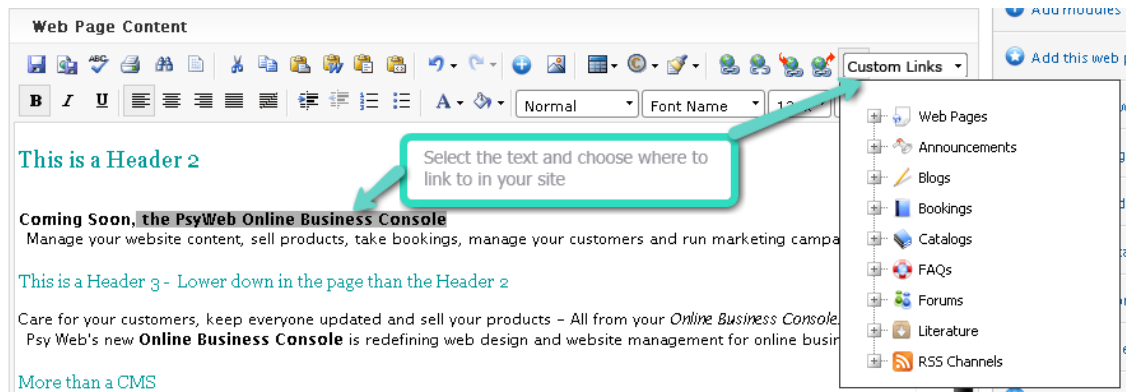 Web Page Content
Add modules
Add this web
ABC
Custom Links
B I U
A
Normal
Font Name
Web Pages
Announcements
Blogs
Bookings
Catalogs
FAQs
Forums
Literature
RSS Channels
Select the text and choose where to
link to in your site
This is a Header 2
Coming Soon, the PsyWeb Online Business Console
Manage your website content, sell products, take bookings, manage your customers and run marketing campa
This is a Header 3 - Lower down in the page than the Header 2
Care for your customers, keep everyone updated and sell your products – All from your Online Business Console.
Psy Web's new Online Business Console is redefining web design and website management for online busin
More than a CMS